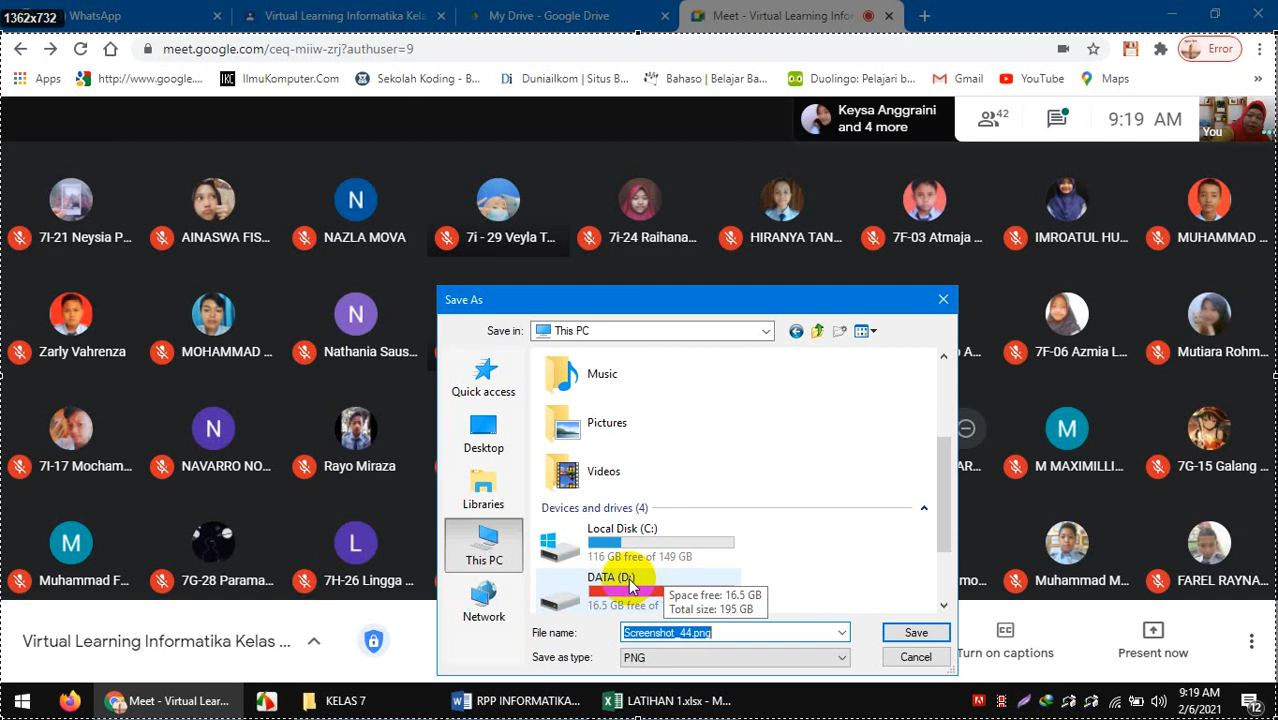 1362x732
WhatsApp
Virtual Learning Informatika Kela
My Drive - Google Drive
Meet - Virtual Learning Infor
meet.google.com/ceq-miiw-zrj?authuser=9
Error
Apps
http://www.google....
IKC
IlmuKomputer.Com
Sekolah Koding - B...
Di
Duniailkom | Situs B...
Bahaso | Belajar Ba...
Duolingo: Pelajari b...
Gmail
YouTube
Maps
»
Keysa Anggraini
and 4 more
42
9:19 AM
You
7I-21 Neysia P...
AINASWA FIS...
NAZLA MOVA
7i - 29 Veyla T...
7i-24 Raihana...
HIRANYA TAN...
7F-03 Atmaja ...
IMROATUL HU...
MUHAMMAD ...
N
N
Zarly Vahrenza
MOHAMMAD ...
Nathania Saus...
7F-06 Azmia L...
Mutiara Rohm...
N
M
7I-17 Mocham...
NAVARRO NO...
Rayo Miraza
M MAXIMILLI...
7G-15 Galang ...
M
L
Muhammad F...
7G-28 Parama...
7H-26 Lingga ...
Muhammad M...
FAREL RAYNA...
Save As
Save in:
This PC
Quick access
Desktop
Libraries
This PC
Network
Music
Pictures
Videos
Devices and drives (4)
Local Disk (C:)
116 GB free of 149 GB
DATA (D:)
16.5 GB free of
Space free: 16.5 GB
Total size: 195 GB
File name:
Screenshot_44.png
Save
Save as type:
PNG
Cancel
Virtual Learning Informatika Kelas ...
Turn on captions
Present now
Meet - Virtual Lear...
KELAS 7
RPP INFORMATIKA...
LATIHAN 1.xlsx - M...
9:19 AM
2/6/2021
12